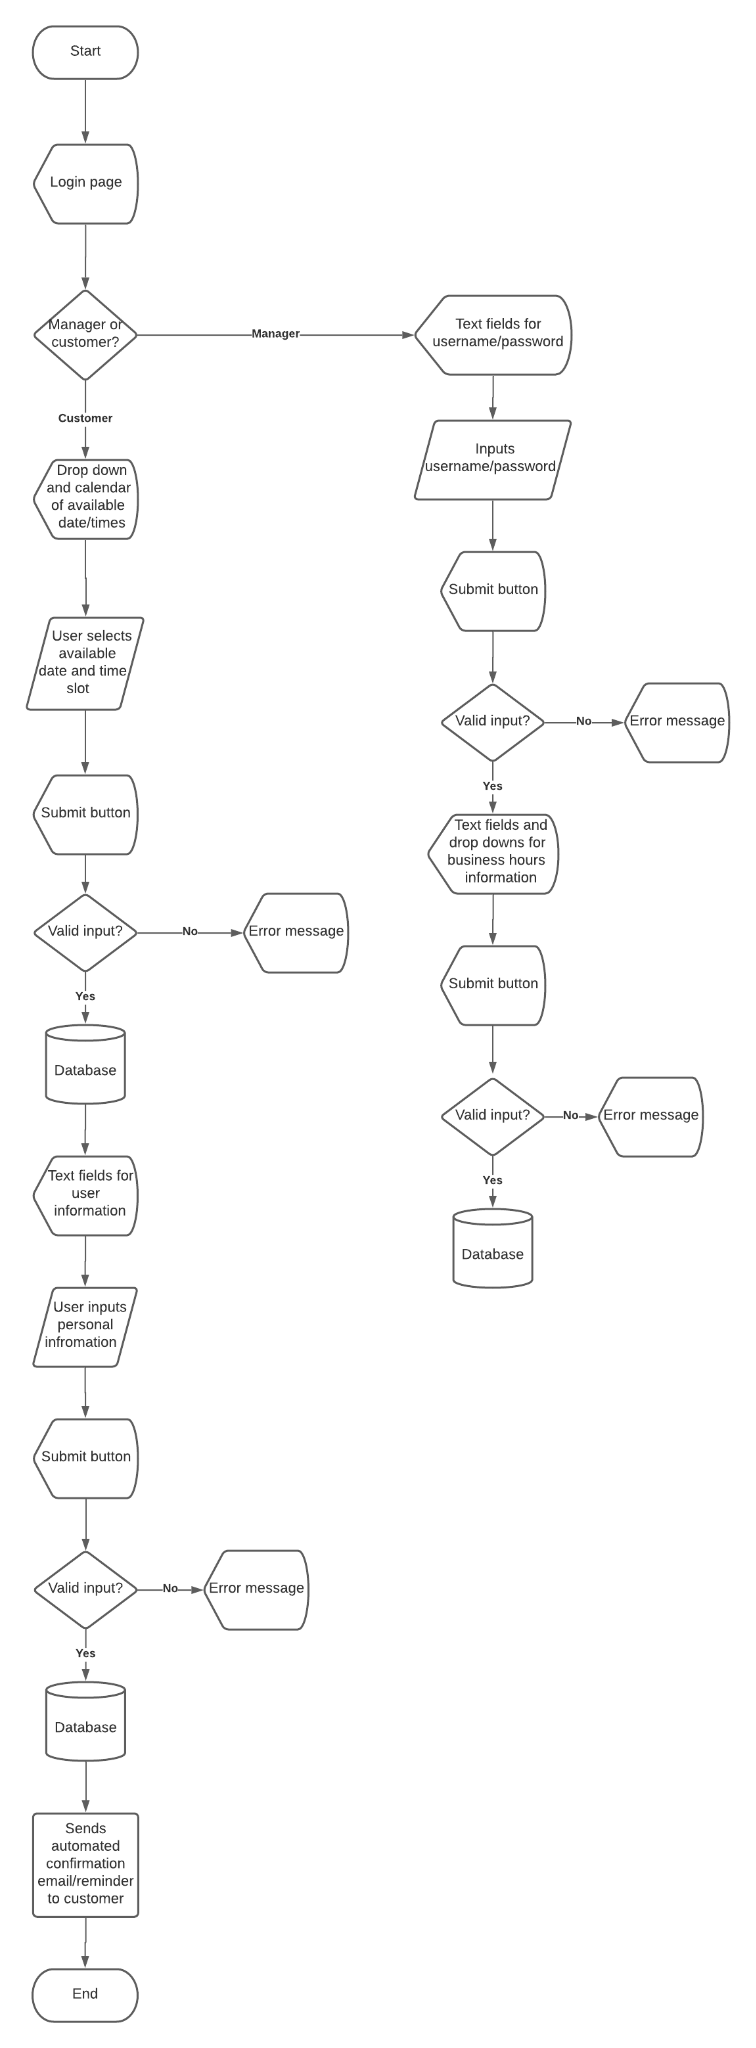 Start
Login page
Manager or
customer?
Manager
Text fields for
username/password
Inputs
username/password
Submit button
Valid input?
No
Error message
Yes
Text fields and
drop downs for
business hours
information
Submit button
Valid input?
No
Error message
Yes
Database
Customer
Drop down
and calendar
of available
date/times
User selects
available
date and time
slot
Submit button
Valid input?
No
Error message
Yes
Database
Text fields for
user
information
User inputs
personal
infromation
Submit button
Valid input?
No
Error message
Yes
Database
Sends
automated
confirmation
email/reminder
to customer
End